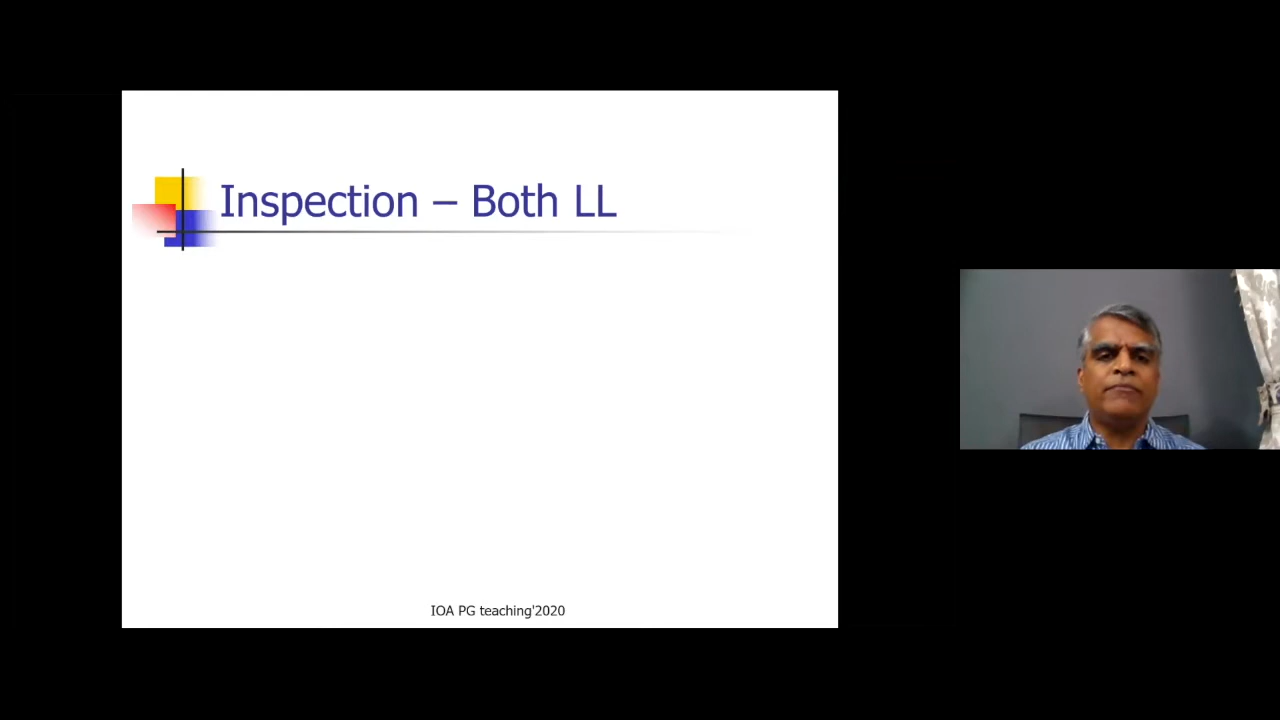 Inspection – Both LL
IOA PG teaching'2020